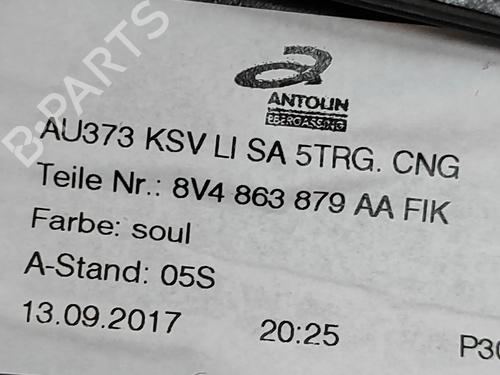 ANTOLIN
EBERGASSING
AU373 KSV LI SA 5TRG. CNG
Teile Nr.: 8V4 863 879 AA FIK
Farbe: soul
A-Stand: 05S
13.09.2017 20:25 P30
B-PARTS